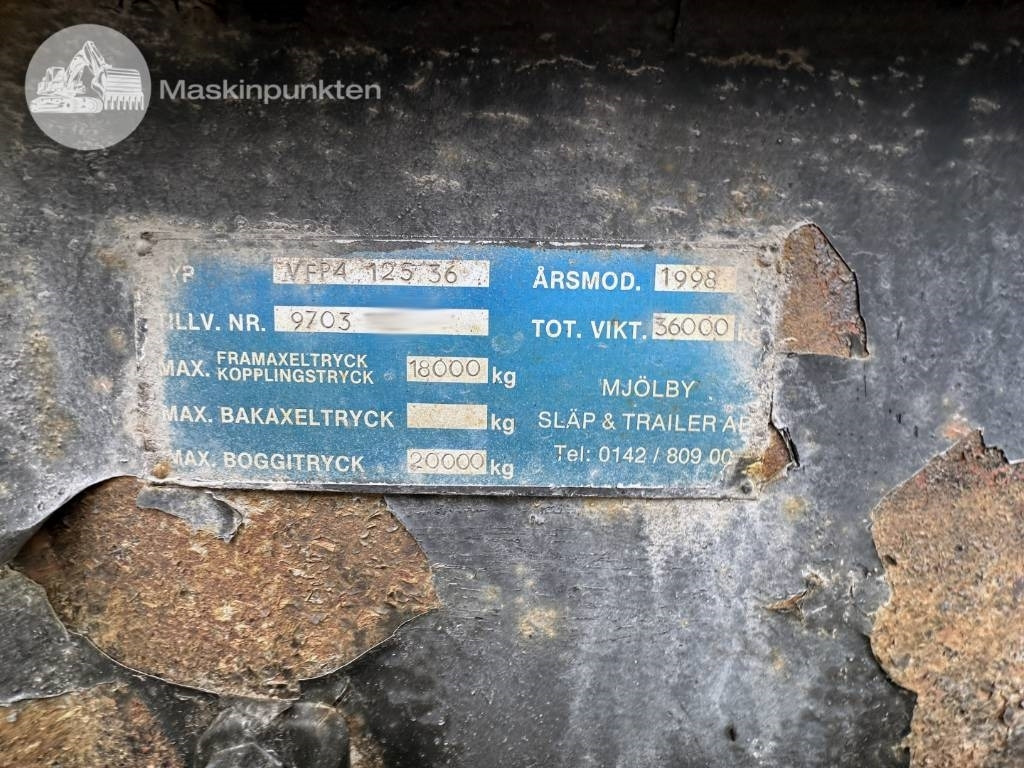 Maskinpunkten
YP VFP4 125 36 ÅRSMOD. 1998
TILLV. NR. 9703 TOT. VIKT. 36000 k
MAX. FRAMAXELTRYCK
KOPPLINGSTRYCK 18000 kg
MAX. BAKAXELTRYCK kg
MAX. BOGGITRYCK 20000 kg
MJÖLBY
SLÄP & TRAILER AB
Tel: 0142 / 809 00